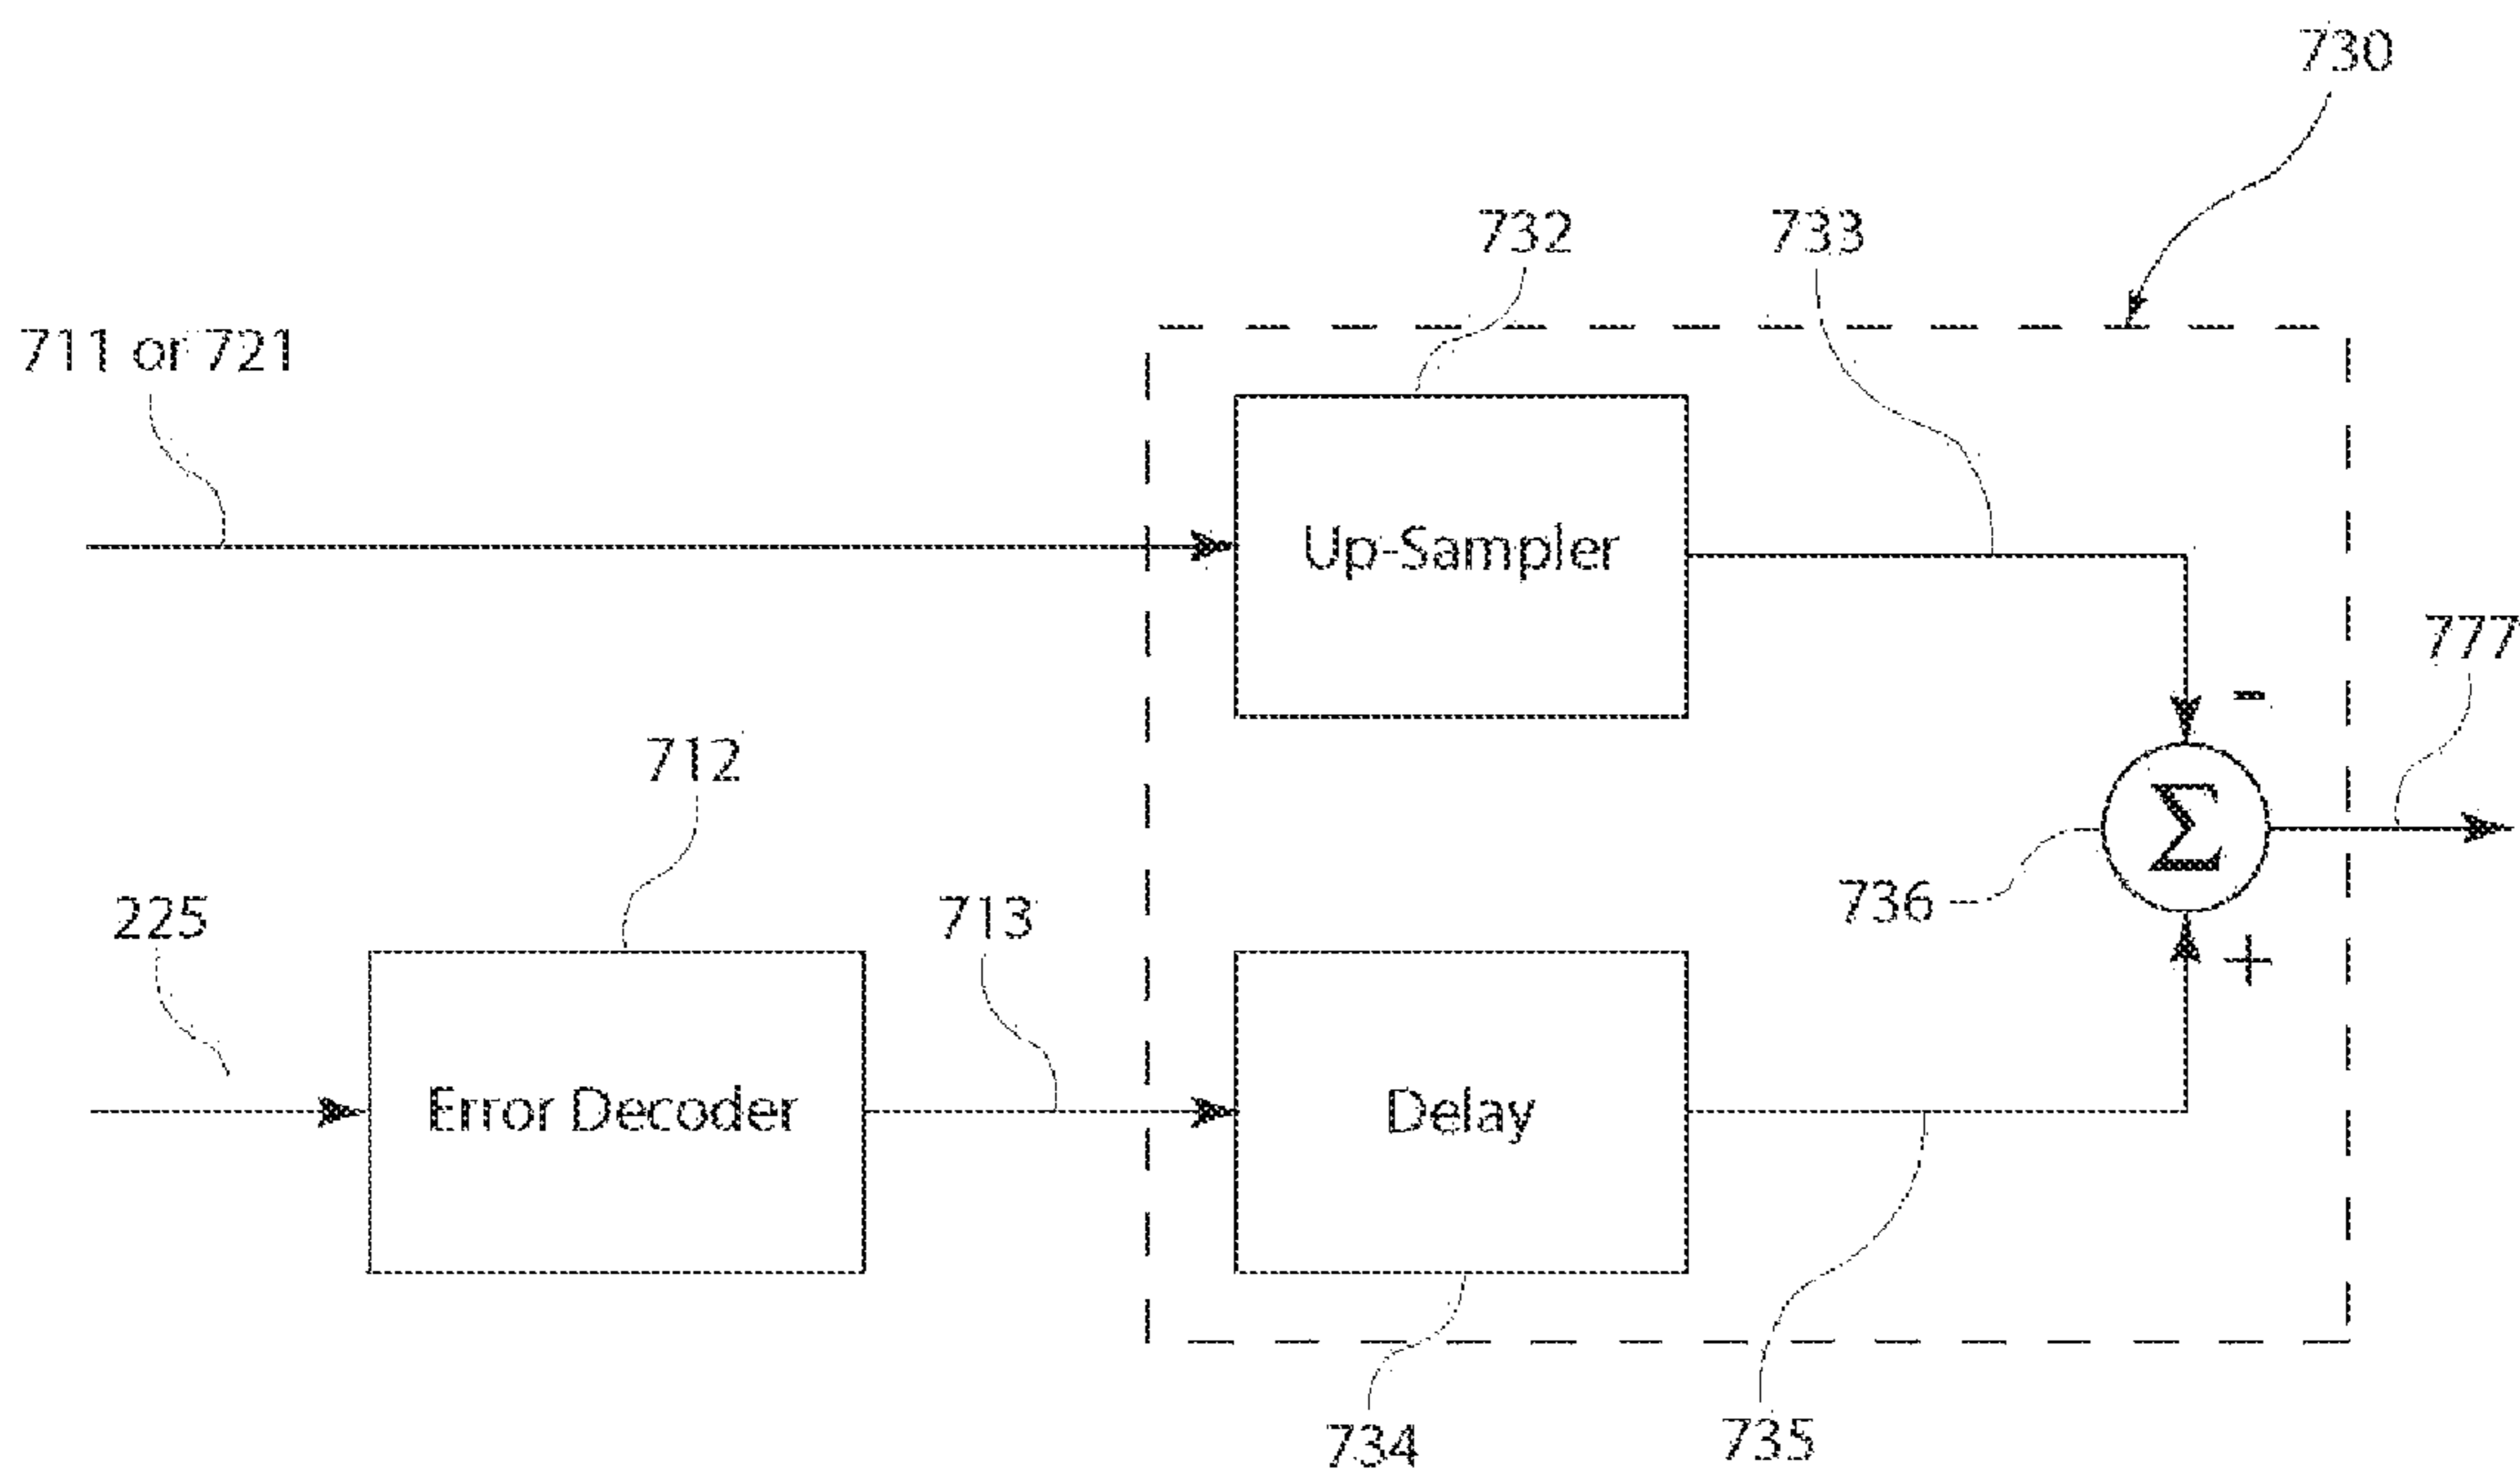 730
732
733
711 or 721
Up-Sampler
777
-
712
Σ
736
225
713
+
Error Decoder
Delay
734
735